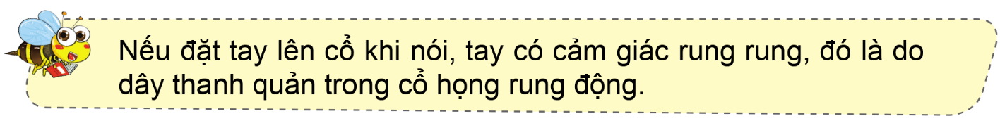 Nếu đặt tay lên cổ khi nói, tay có cảm giác rung rung, đó là do
dây thanh quản trong cổ họng rung động.